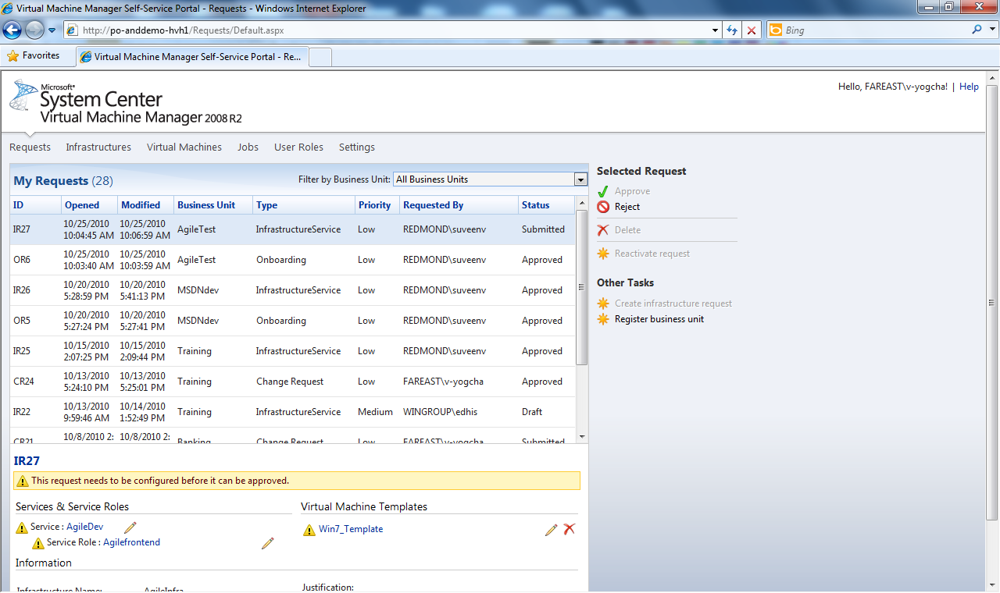 Virtual Machine Manager Self-Service Portal - Requests - Windows Internet Explorer
http://po-anddemo-hvh1/Requests/Default.aspx
Bing
Favorites
Virtual Machine Manager Self-Service Portal - Re...
Microsoft®
System Center
Virtual Machine Manager 2008 R2
Hello, FAREAST\v-yogcha! | Help
Requests Infrastructures Virtual Machines Jobs User Roles Settings
My Requests (28)
Filter by Business Unit: All Business Units
ID Opened Modified Business Unit Type Priority Requested By Status
IR27 10/25/2010 10:04:45 AM 10/25/2010 10:06:59 AM AgileTest InfrastructureService Low REDMOND\suveenv Submitted
OR6 10/25/2010 10:03:40 AM 10/25/2010 10:03:59 AM AgileTest Onboarding Low REDMOND\suveenv Approved
IR26 10/20/2010 5:28:59 PM 10/20/2010 5:41:13 PM MSDNdev InfrastructureService Low REDMOND\suveenv Approved
OR5 10/20/2010 5:27:24 PM 10/20/2010 5:27:41 PM MSDNdev Onboarding Low REDMOND\suveenv Approved
IR25 10/15/2010 2:07:25 PM 10/15/2010 2:09:44 PM Training InfrastructureService Low REDMOND\suveenv Approved
CR24 10/13/2010 5:24:10 PM 10/13/2010 5:25:01 PM Training Change Request Low FAREAST\v-yogcha Approved
IR22 10/13/2010 9:59:46 AM 10/14/2010 1:52:49 PM Training InfrastructureService Medium WINGROUP\edhis Draft
CR21 10/8/2010 2: 10/8/2010 2: Banking Change Request Low FAREAST\v-yogcha Submitted
Selected Request
Approve
Reject
Delete
Reactivate request
Other Tasks
Create infrastructure request
Register business unit
IR27
This request needs to be configured before it can be approved.
Services & Service Roles
Service : AgileDev
Service Role : Agilefrontend
Virtual Machine Templates
Win7_Template
Information
Infrastructure Name: AgileInfra
Justification: